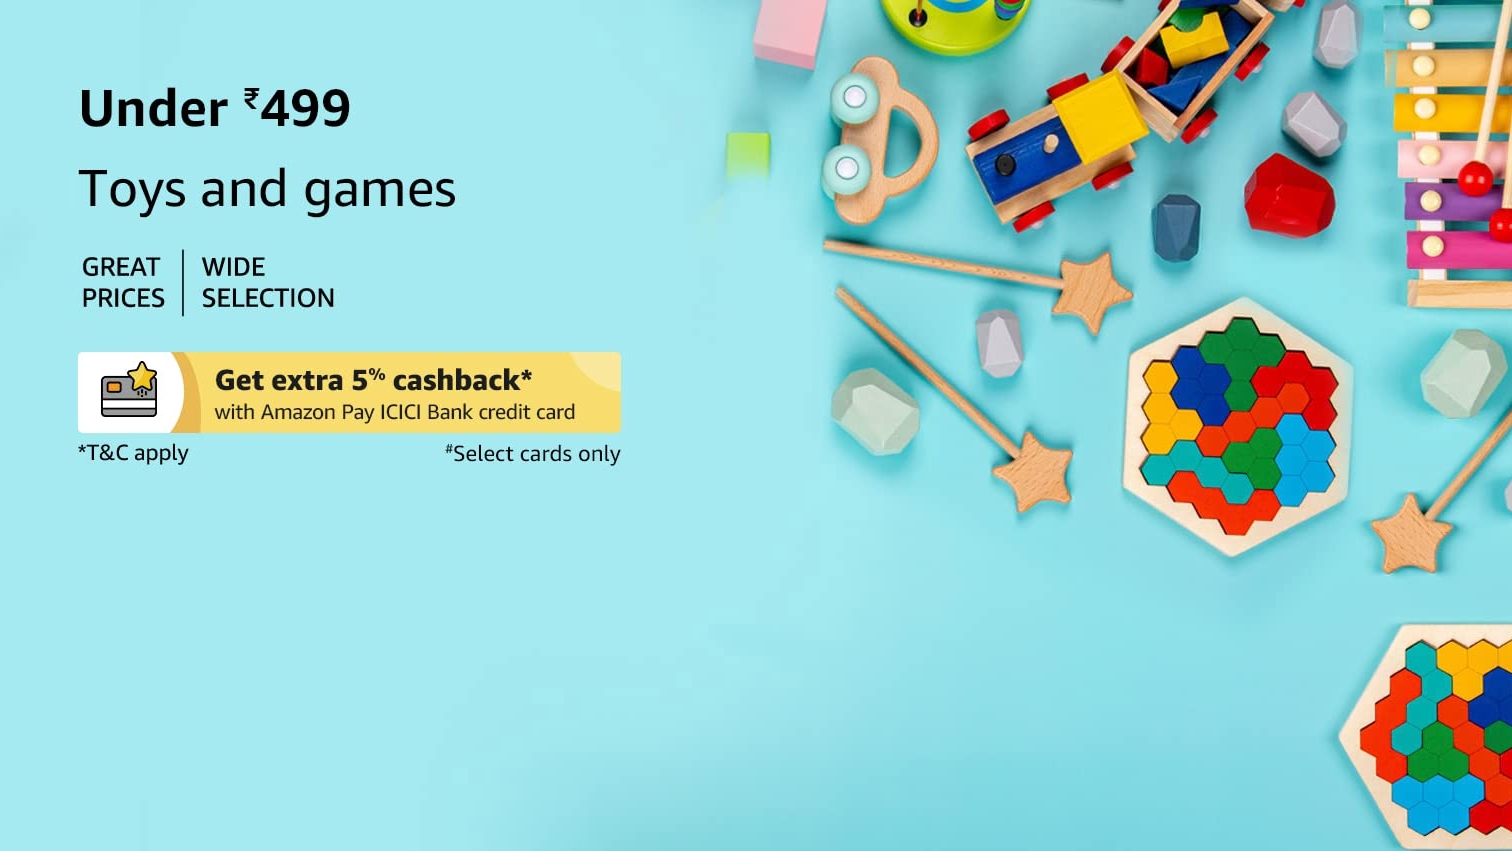 Under ₹499
Toys and games
GREAT PRICES
WIDE SELECTION
Get extra 5% cashback*
with Amazon Pay ICICI Bank credit card
*T&C apply
#Select cards only